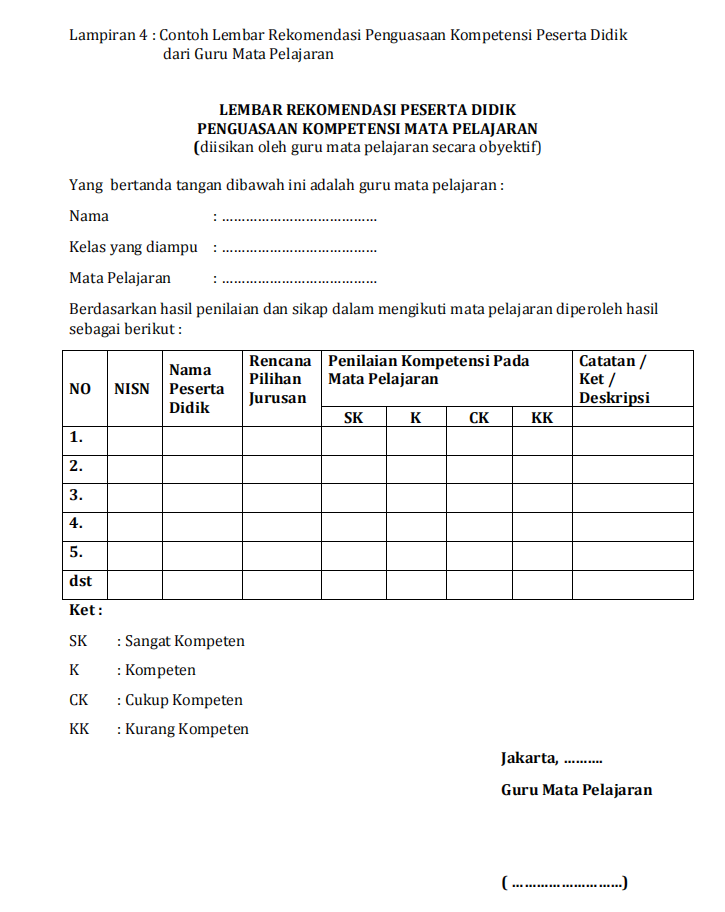 Lampiran 4 : Contoh Lembar Rekomendasi Penguasaan Kompetensi Peserta Didik
dari Guru Mata Pelajaran
LEMBAR REKOMENDASI PESERTA DIDIK
PENGUASAAN KOMPETENSI MATA PELAJARAN
(diisikan oleh guru mata pelajaran secara obyektif)
Yang bertanda tangan dibawah ini adalah guru mata pelajaran :
Nama : ………………………………….
Kelas yang diampu : ………………………………….
Mata Pelajaran : ………………………………….
Berdasarkan hasil penilaian dan sikap dalam mengikuti mata pelajaran diperoleh hasil
sebagai berikut :
NO
NISN
Nama
Peserta
Didik
Rencana
Pilihan
Jurusan
Penilaian Kompetensi Pada
Mata Pelajaran
Catatan /
Ket /
Deskripsi
SK K CK KK
1.
2.
3.
4.
5.
dst
Ket :
SK : Sangat Kompeten
K : Kompeten
CK : Cukup Kompeten
KK : Kurang Kompeten
Jakarta, ……….
Guru Mata Pelajaran
( ………………………)